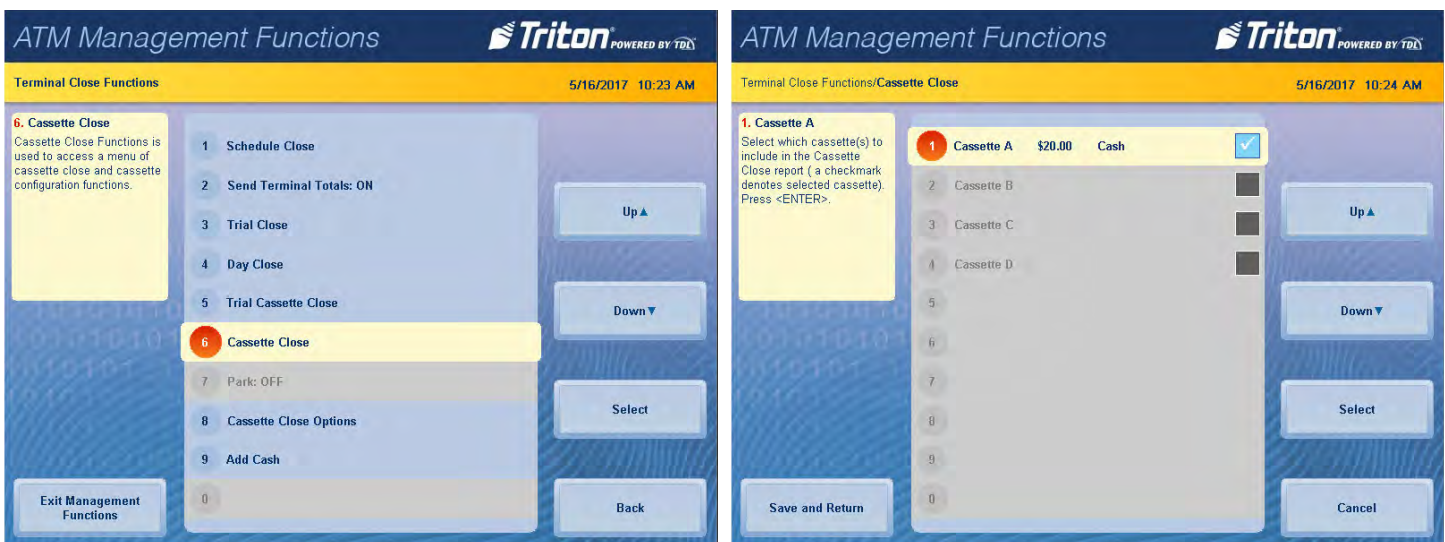 ATM Management Functions
Triton POWERED BY TDL
Terminal Close Functions
5/16/2017 10:23 AM
6. Cassette Close
Cassette Close Functions is
used to access a menu of
cassette close and cassette
configuration functions.
1 Schedule Close
2 Send Terminal Totals: ON
3 Trial Close
4 Day Close
5 Trial Cassette Close
6 Cassette Close
7 Park: OFF
8 Cassette Close Options
9 Add Cash
0
Up▲
Down▼
Select
Back
Exit Management
Functions
ATM Management Functions
Triton POWERED BY TDL
Terminal Close Functions/Cassette Close
5/16/2017 10:24 AM
1. Cassette A
Select which cassette(s) to
include in the Cassette
Close report ( a checkmark
denotes selected cassette).
Press <ENTER>.
1 Cassette A $20.00 Cash
2 Cassette B
3 Cassette C
4 Cassette D
5
6
7
8
9
0
Up▲
Down▼
Select
Cancel
Save and Return